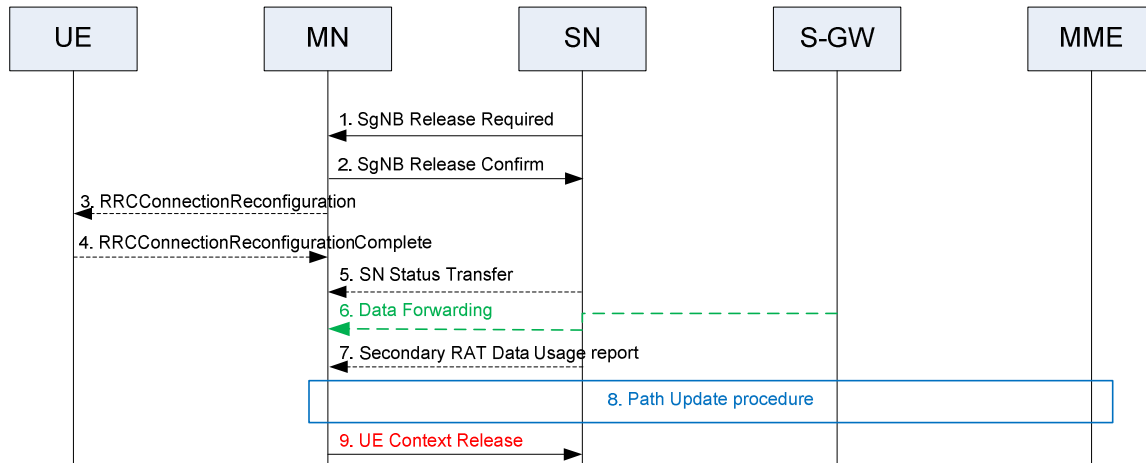 UE
MN
SN
S-GW
MME
1. SgNB Release Required
2. SgNB Release Confirm
3. RRCConnectionReconfiguration
4. RRCConnectionReconfigurationComplete
5. SN Status Transfer
6. Data Forwarding
7. Secondary RAT Data Usage report
8. Path Update procedure
9. UE Context Release